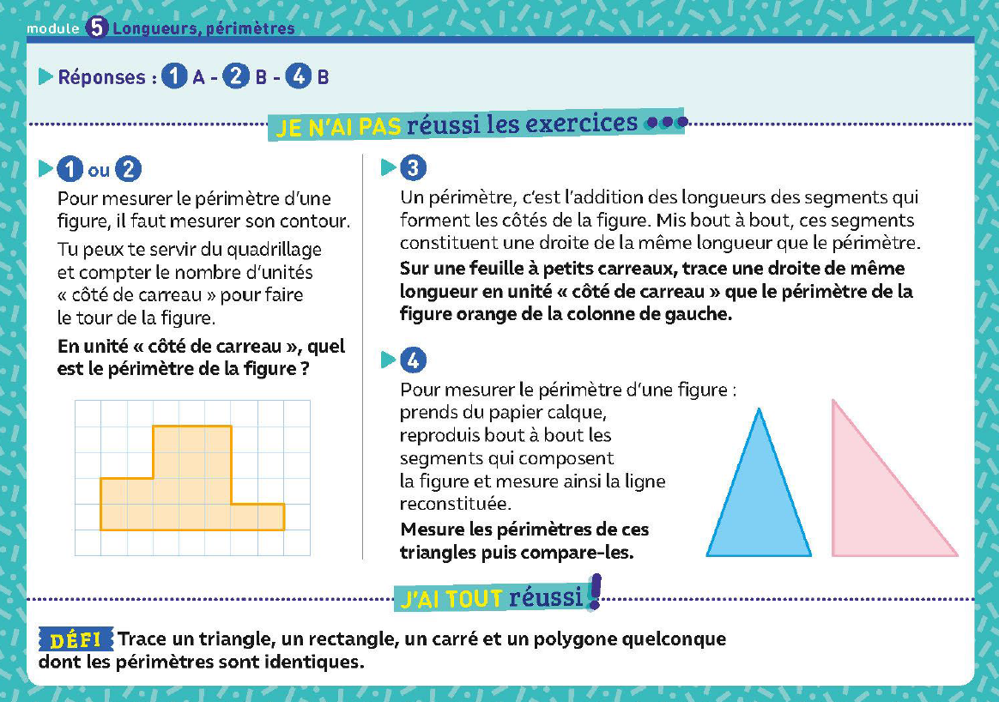 module 5 Longueurs, périmètres
Réponses : 1 A - 2 B - 4 B
JE N'AI PAS réussi les exercices
1 ou 2
Pour mesurer le périmètre d'une
figure, il faut mesurer son contour.
Tu peux te servir du quadrillage
et compter le nombre d'unités
« côté de carreau » pour faire
le tour de la figure.
En unité « côté de carreau », quel
est le périmètre de la figure ?
3
Un périmètre, c'est l'addition des longueurs des segments qui
forment les côtés de la figure. Mis bout à bout, ces segments
constituent une droite de la même longueur que le périmètre.
Sur une feuille à petits carreaux, trace une droite de même
longueur en unité « côté de carreau » que le périmètre de la
figure orange de la colonne de gauche.
4
Pour mesurer le périmètre d'une figure :
prends du papier calque,
reproduis bout à bout les
segments qui composent
la figure et mesure ainsi la ligne
reconstituée.
Mesure les périmètres de ces
triangles puis compare-les.
J'AI TOUT réussi !
DÉFI Trace un triangle, un rectangle, un carré et un polygone quelconque
dont les périmètres sont identiques.